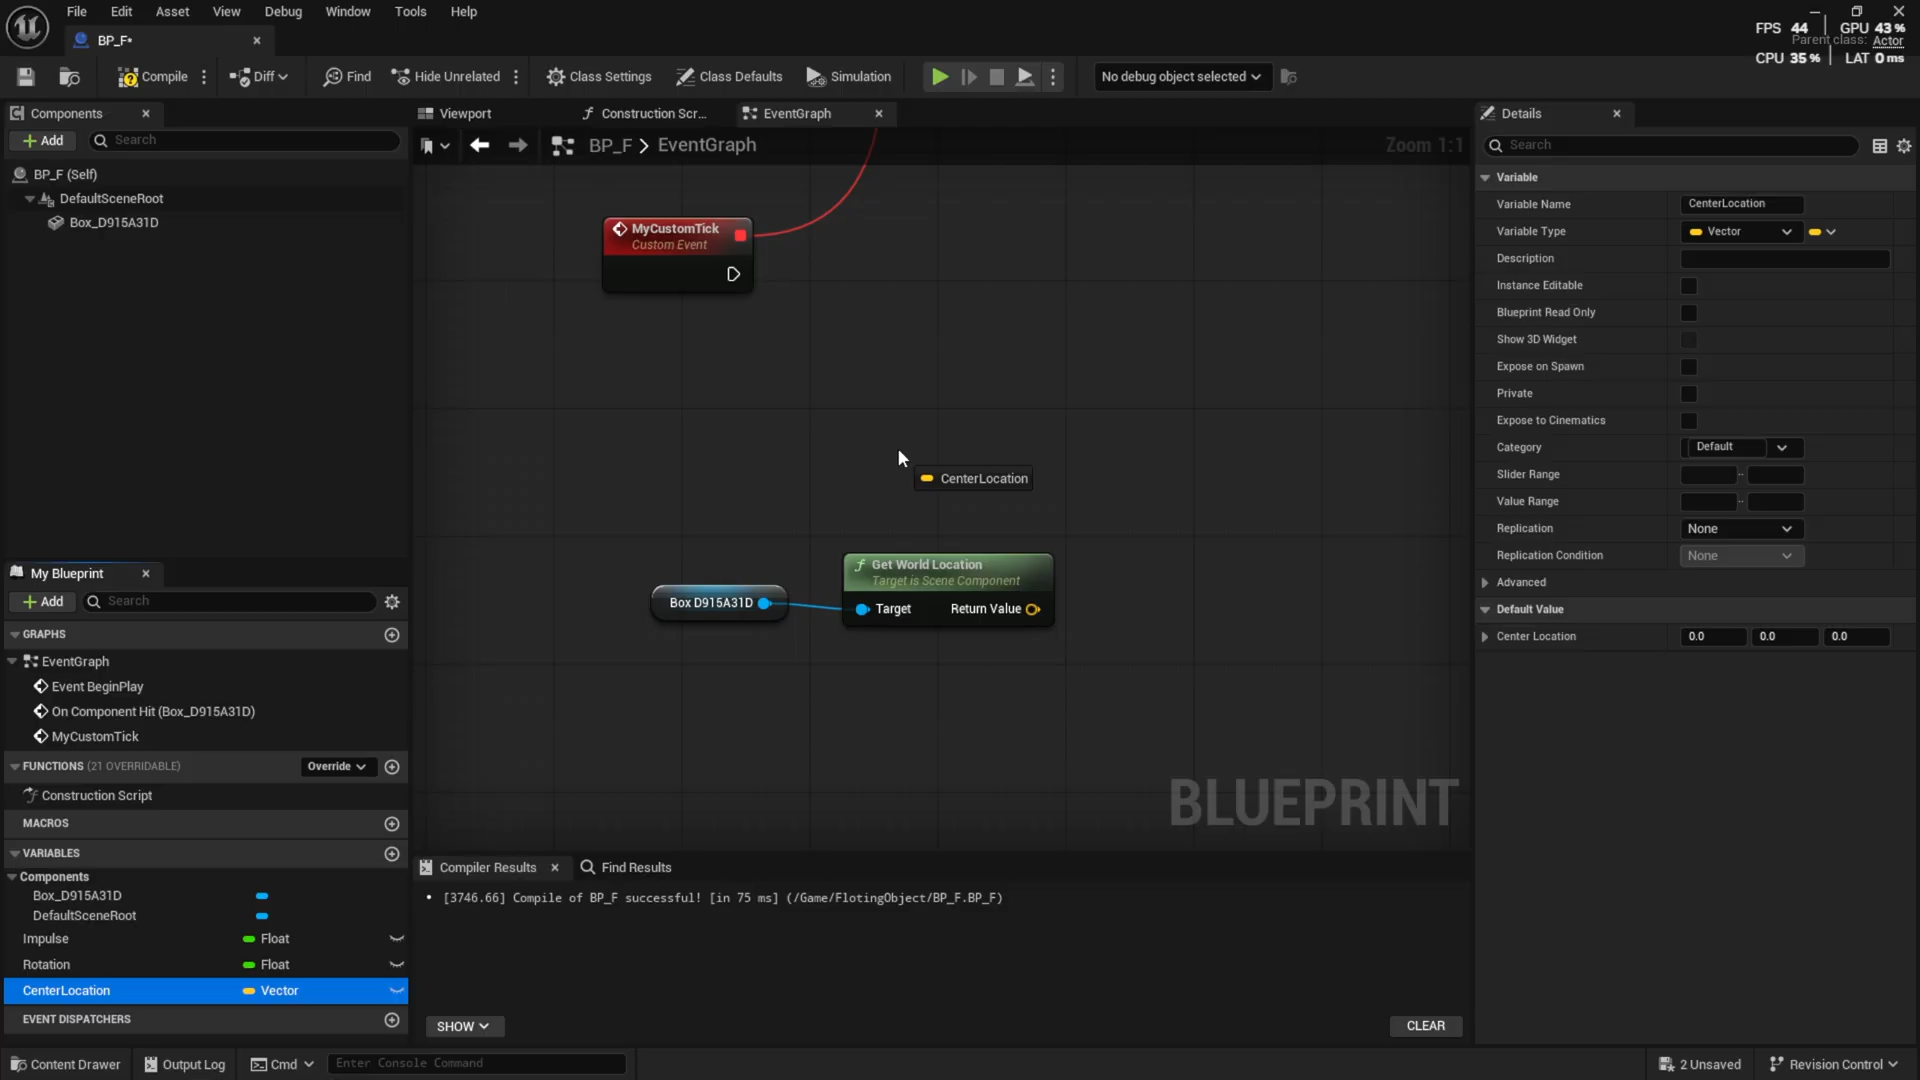 File Edit Asset View Debug Window Tools Help
FPS 44 GPU 43 %
BP_F*
Parent class: Actor
CPU 35 % LAT 0 ms
Compile Diff Find Hide Unrelated Class Settings Class Defaults Simulation No debug object selected
Components
Viewport Construction Scr... EventGraph
Details
Add Search
BP_F > EventGraph
Zoom 1:1
Search
BP_F (Self)
DefaultSceneRoot
Box_D915A31D
MyCustomTick
Custom Event
CenterLocation
Box D915A31D
Get World Location
Target is Scene Component
Target Return Value
BLUEPRINT
Variable
Variable Name CenterLocation
Variable Type Vector
Description
Instance Editable
Blueprint Read Only
Show 3D Widget
Expose on Spawn
Private
Expose to Cinematics
Category Default
Slider Range ..
Value Range ..
Replication None
Replication Condition None
Advanced
Default Value
Center Location 0.0 0.0 0.0
My Blueprint
Add Search
GRAPHS
EventGraph
Event BeginPlay
On Component Hit (Box_D915A31D)
MyCustomTick
FUNCTIONS (21 OVERRIDABLE) Override
Construction Script
MACROS
VARIABLES
Components
Box_D915A31D
DefaultSceneRoot
Impulse Float
Rotation Float
CenterLocation Vector
EVENT DISPATCHERS
Compiler Results Find Results
[3746.66] Compile of BP_F successful! [in 75 ms] (/Game/FlotingObject/BP_F.BP_F)
SHOW CLEAR
Content Drawer Output Log Cmd Enter Console Command 2 Unsaved Revision Control